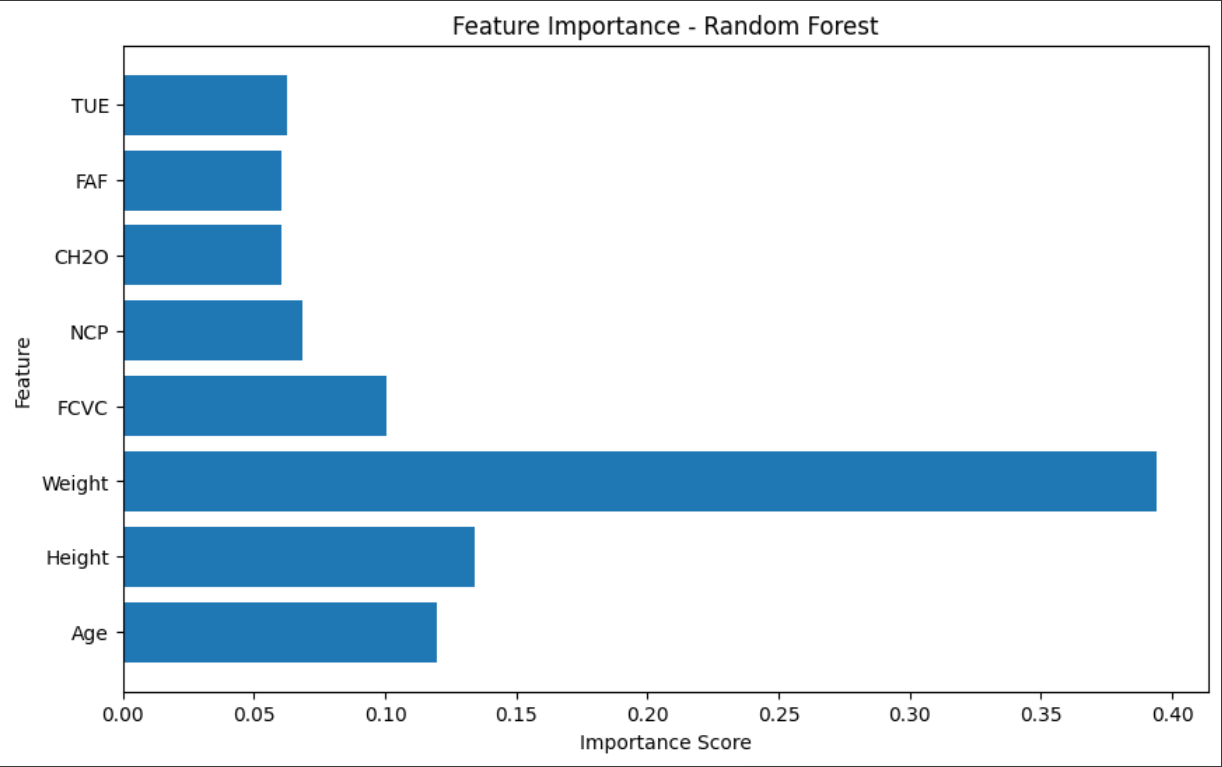 Feature Importance - Random Forest
Feature
TUE
FAF
CH2O
NCP
FCVC
Weight
Height
Age
0.00 0.05 0.10 0.15 0.20 0.25 0.30 0.35 0.40
Importance Score